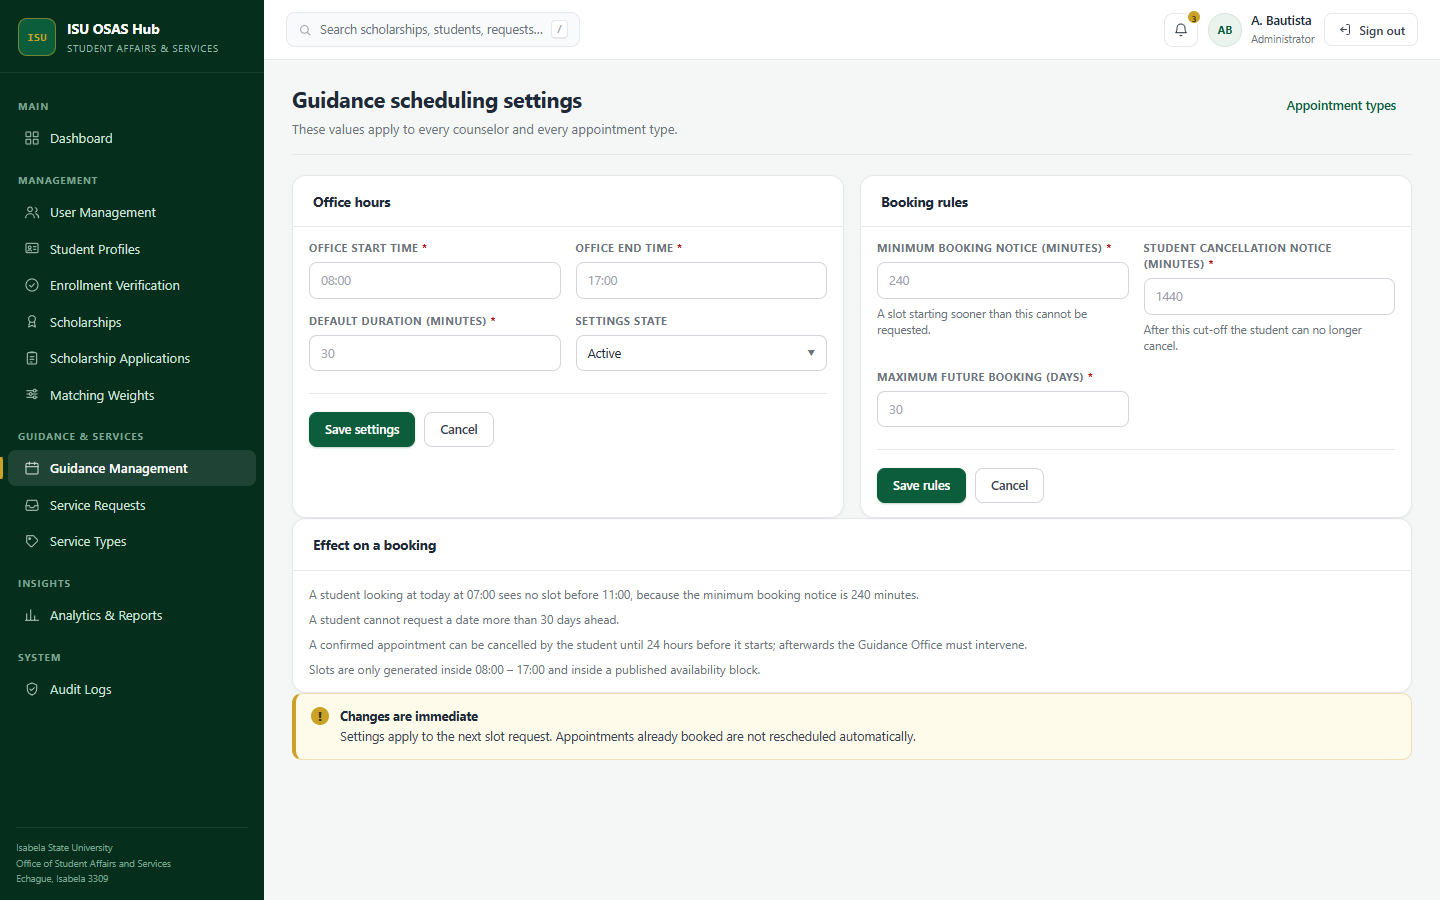 ISU
ISU OSAS Hub
STUDENT AFFAIRS & SERVICES
Search scholarships, students, requests... /
3
AB
A. Bautista
Administrator
Sign out
MAIN
Dashboard
MANAGEMENT
User Management
Student Profiles
Enrollment Verification
Scholarships
Scholarship Applications
Matching Weights
GUIDANCE & SERVICES
Guidance Management
Service Requests
Service Types
INSIGHTS
Analytics & Reports
SYSTEM
Audit Logs
Isabela State University
Office of Student Affairs and Services
Echague, Isabela 3309
Guidance scheduling settings
These values apply to every counselor and every appointment type.
Appointment types
Office hours
OFFICE START TIME *
08:00
OFFICE END TIME *
17:00
DEFAULT DURATION (MINUTES) *
30
SETTINGS STATE
Active
Save settings
Cancel
Booking rules
MINIMUM BOOKING NOTICE (MINUTES) *
240
A slot starting sooner than this cannot be
requested.
STUDENT CANCELLATION NOTICE
(MINUTES) *
1440
After this cut-off the student can no longer
cancel.
MAXIMUM FUTURE BOOKING (DAYS) *
30
Save rules
Cancel
Effect on a booking
A student looking at today at 07:00 sees no slot before 11:00, because the minimum booking notice is 240 minutes.
A student cannot request a date more than 30 days ahead.
A confirmed appointment can be cancelled by the student until 24 hours before it starts; afterwards the Guidance Office must intervene.
Slots are only generated inside 08:00 – 17:00 and inside a published availability block.
!
Changes are immediate
Settings apply to the next slot request. Appointments already booked are not rescheduled automatically.